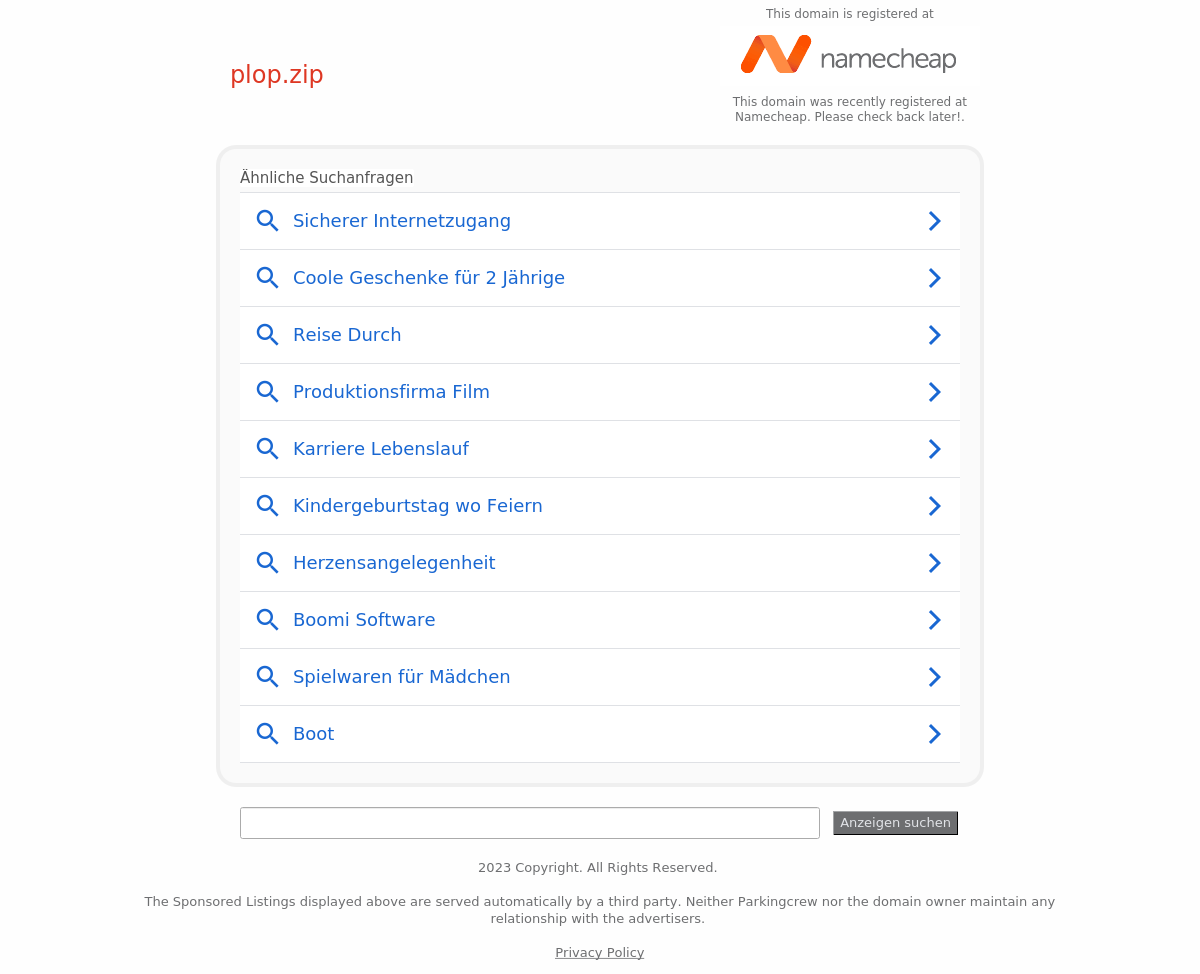 This domain is registered at
namecheap
plop.zip
This domain was recently registered at
Namecheap. Please check back later!.
Ähnliche Suchanfragen
Sicherer Internetzugang
Coole Geschenke für 2 Jährige
Reise Durch
Produktionsfirma Film
Karriere Lebenslauf
Kindergeburtstag wo Feiern
Herzensangelegenheit
Boomi Software
Spielwaren für Mädchen
Boot
Anzeigen suchen
2023 Copyright. All Rights Reserved.
The Sponsored Listings displayed above are served automatically by a third party. Neither Parkingcrew nor the domain owner maintain any
relationship with the advertisers.
Privacy Policy